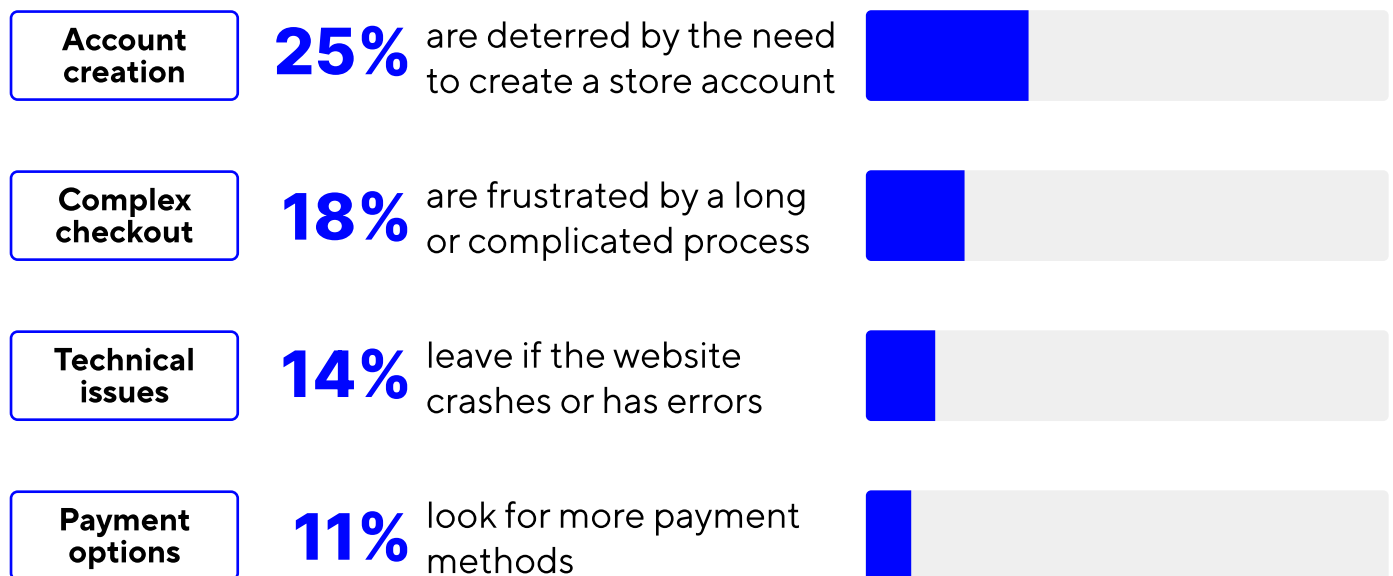 Account
creation
25%
are deterred by the need
to create a store account
Complex
checkout
18%
are frustrated by a long
or complicated process
Technical
issues
14%
leave if the website
crashes or has errors
Payment
options
11%
look for more payment
methods